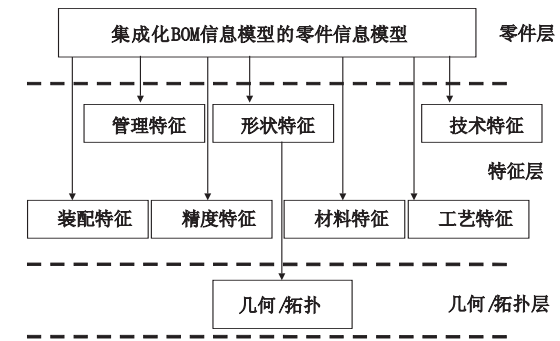 集成化BOM信息模型的零件信息模型
零件层
管理特征
形状特征
技术特征
特征层
装配特征
精度特征
材料特征
工艺特征
几何/拓扑
几何/拓扑层